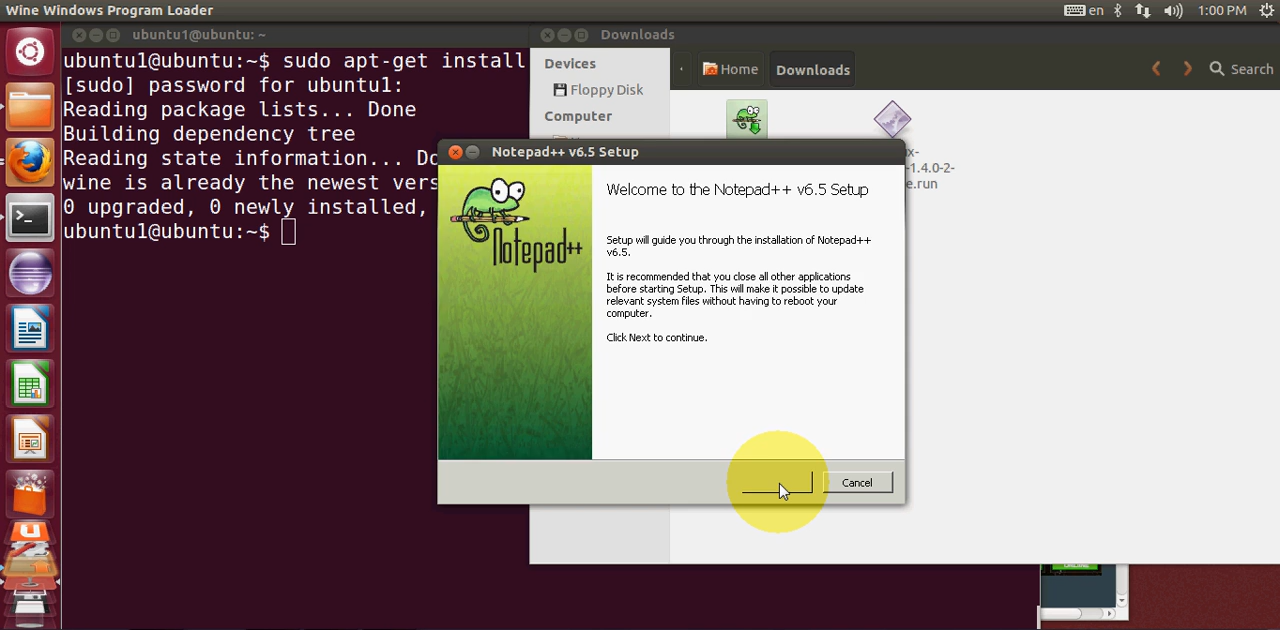 Wine Windows Program Loader
en
1:00 PM
ubuntu1@ubuntu: ~
ubuntu1@ubuntu:~$ sudo apt-get install
[sudo] password for ubuntu1:
Reading package lists... Done
Building dependency tree
Reading state information...
wine is already the newest
0 upgraded, 0 newly installed,
ubuntu1@ubuntu:~$
Downloads
Devices
Floppy Disk
Computer
Home
Downloads
Search
-1.4.0-2-
e.run
Notepad++ v6.5 Setup
Notepad++
Welcome to the Notepad++ v6.5 Setup
Setup will guide you through the installation of Notepad++
v6.5.
It is recommended that you close all other applications
before starting Setup. This will make it possible to update
relevant system files without having to reboot your
computer.
Click Next to continue.
Cancel